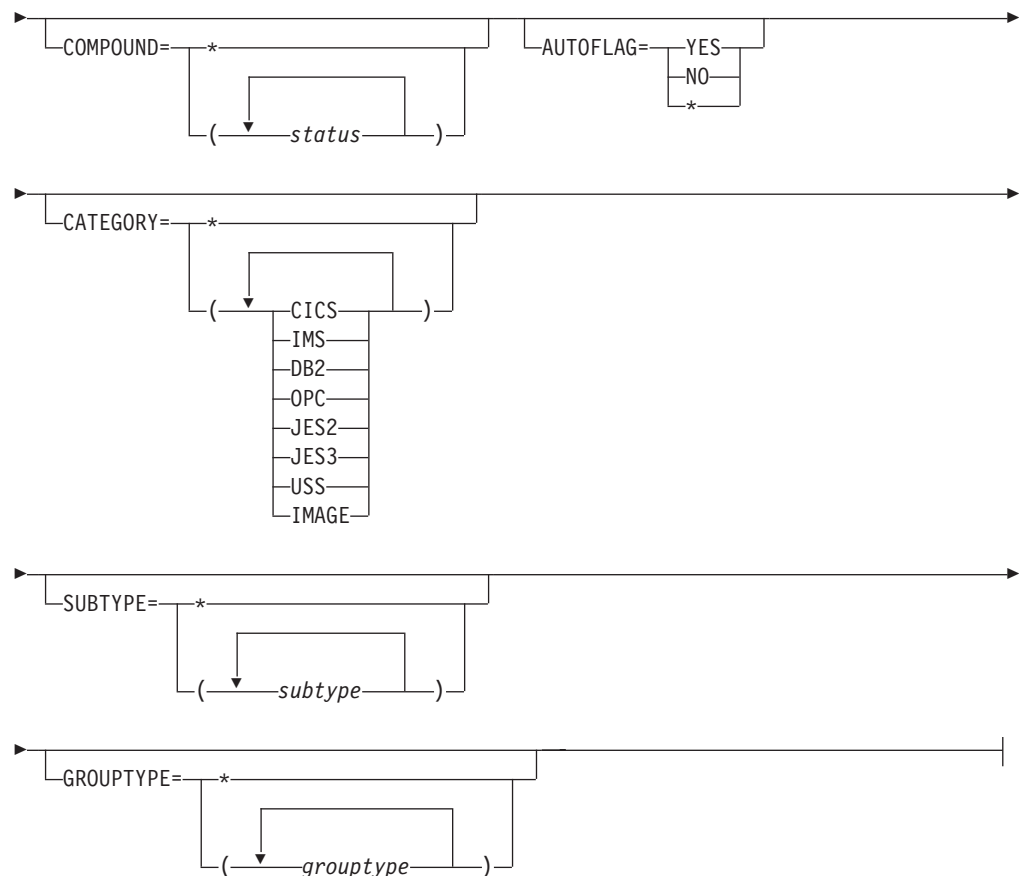 COMPOUND= * AUTOFLAG= YES
NO
*
( status )
CATEGORY= *
( CICS )
IMS
DB2
OPC
JES2
JES3
USS
IMAGE
SUBTYPE= *
( subtype )
GROUPTYPE= *
( grouptype )